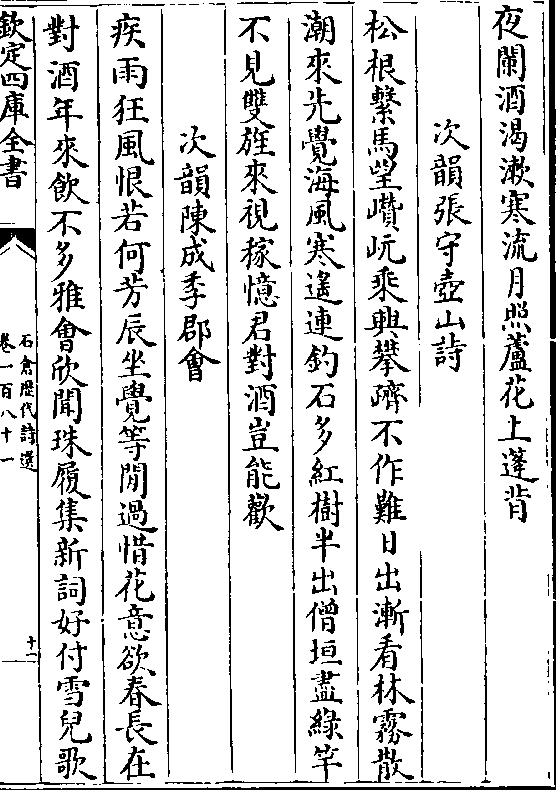 夜闌酒渴漱寒流月照蘆花上蓬背
次韻張守壺山詩
松根繫馬望巑岏乘興攀躋不作難日出漸看林霧散
潮來先覺海風寒遙連釣石多紅樹半出僧垣盡綠竿
不見雙旌來視稼憶君對酒豈能歡
次韻陳成季郡會
疾雨狂風恨若何芳辰坐覺等閒過惜花意欲春長在
對酒年來飲不多雅會欣聞珠履集新詞好付雪兒歌
欽定四庫全書
石倉歷代詩選
卷一百八十一
十二